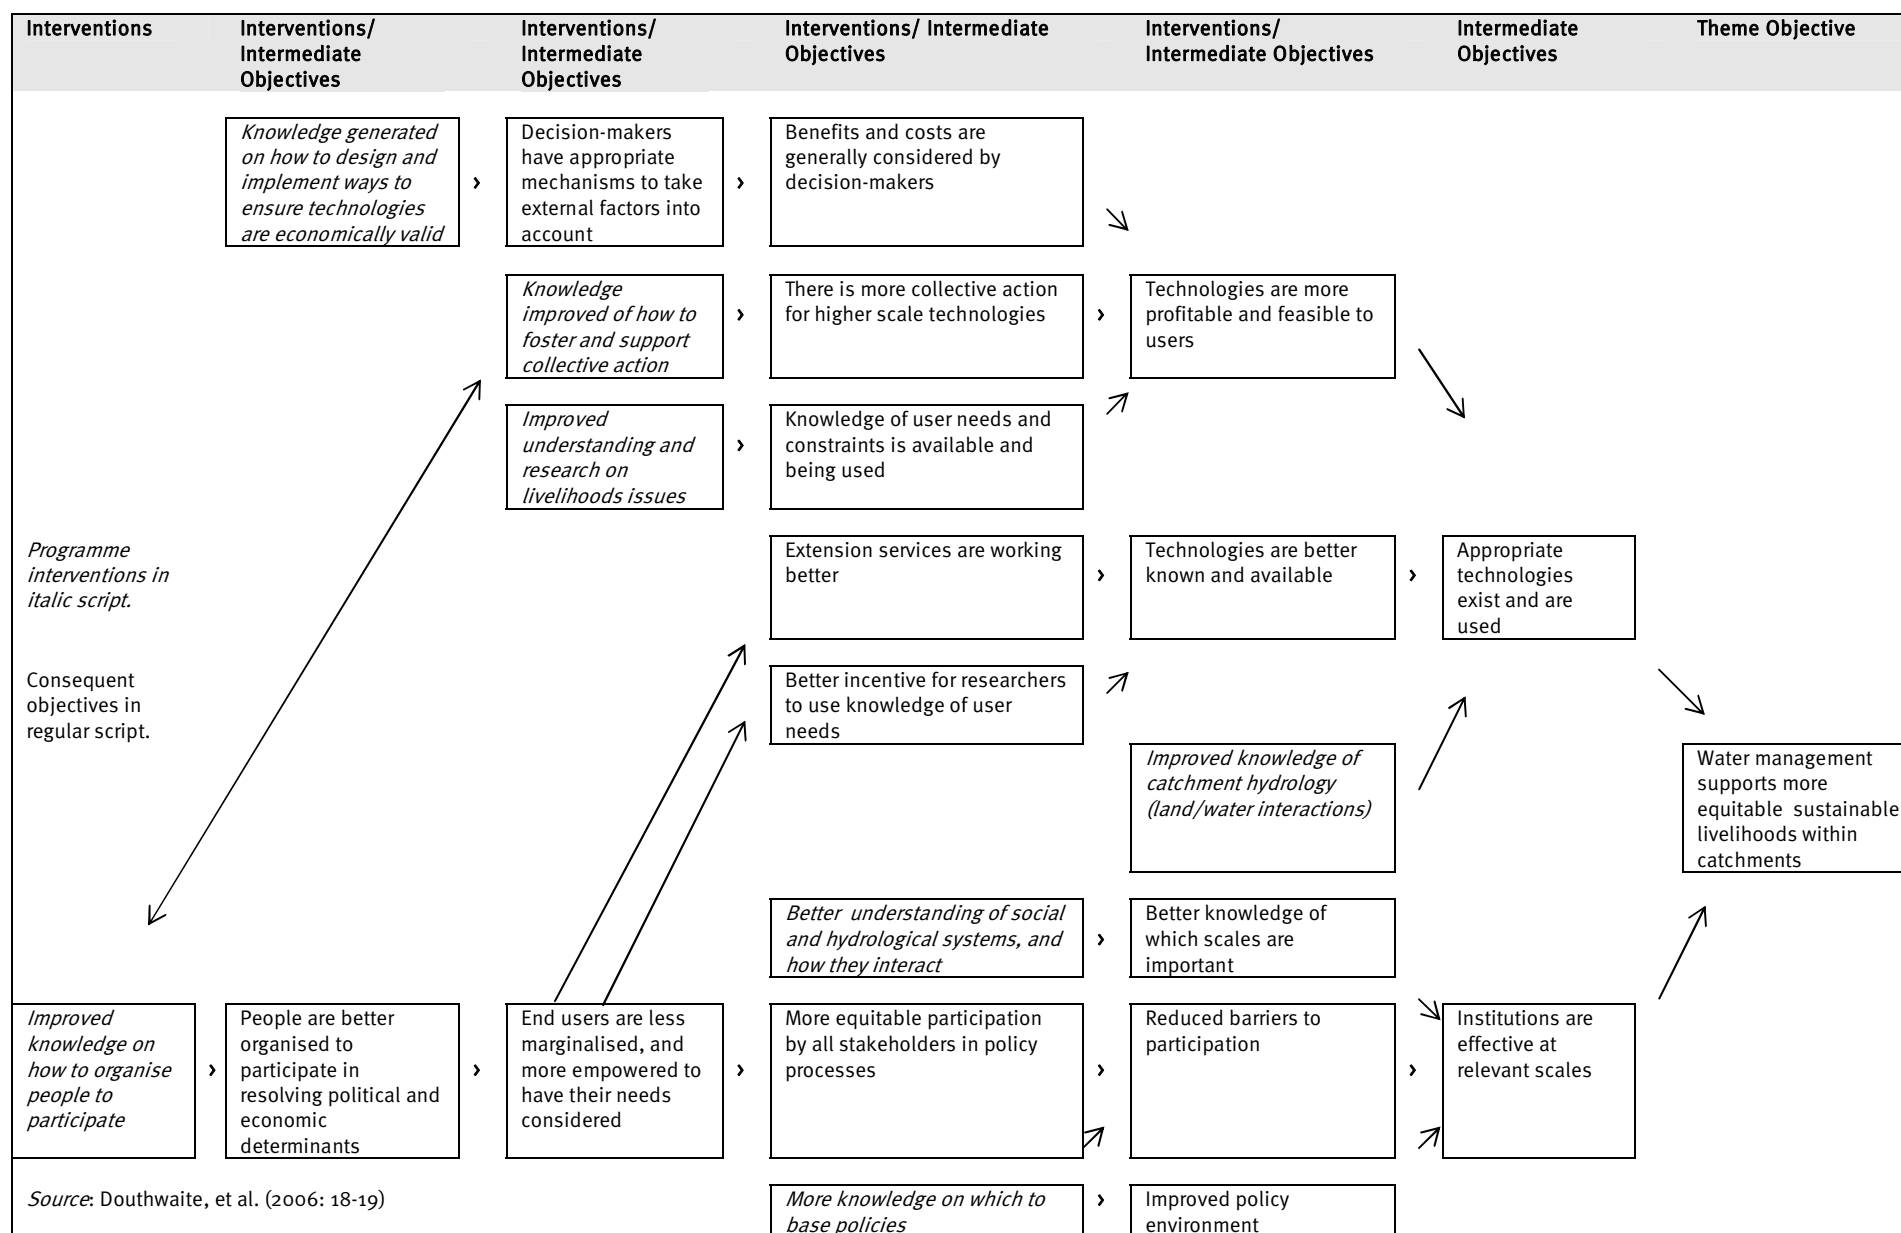 Interventions
Interventions/
Intermediate
Objectives
Interventions/
Intermediate
Objectives
Interventions/ Intermediate
Objectives
Interventions/
Intermediate Objectives
Intermediate
Objectives
Theme Objective
Knowledge generated
on how to design and
implement ways to
ensure technologies
are economically valid
›
Decision-makers
have appropriate
mechanisms to take
external factors into
account
›
Benefits and costs are
generally considered by
decision-makers
Knowledge
improved of how to
foster and support
collective action
›
There is more collective action
for higher scale technologies
›
Technologies are more
profitable and feasible to
users
Improved
understanding and
research on
livelihoods issues
›
Knowledge of user needs and
constraints is available and
being used
Programme
interventions in
italic script.
Extension services are working
better
›
Technologies are better
known and available
›
Appropriate
technologies
exist and are
used
Consequent
objectives in
regular script.
Better incentive for researchers
to use knowledge of user
needs
Improved knowledge of
catchment hydrology
(land/water interactions)
Water management
supports more
equitable sustainable
livelihoods within
catchments
Better understanding of social
and hydrological systems, and
how they interact
›
Better knowledge of
which scales are
important
Improved
knowledge on
how to organise
people to
participate
›
People are better
organised to
participate in
resolving political and
economic
determinants
›
End users are less
marginalised, and
more empowered to
have their needs
considered
›
More equitable participation
by all stakeholders in policy
processes
›
Reduced barriers to
participation
›
Institutions are
effective at
relevant scales
Source: Douthwaite, et al. (2006: 18-19)
More knowledge on which to
base policies
›
Improved policy
environment